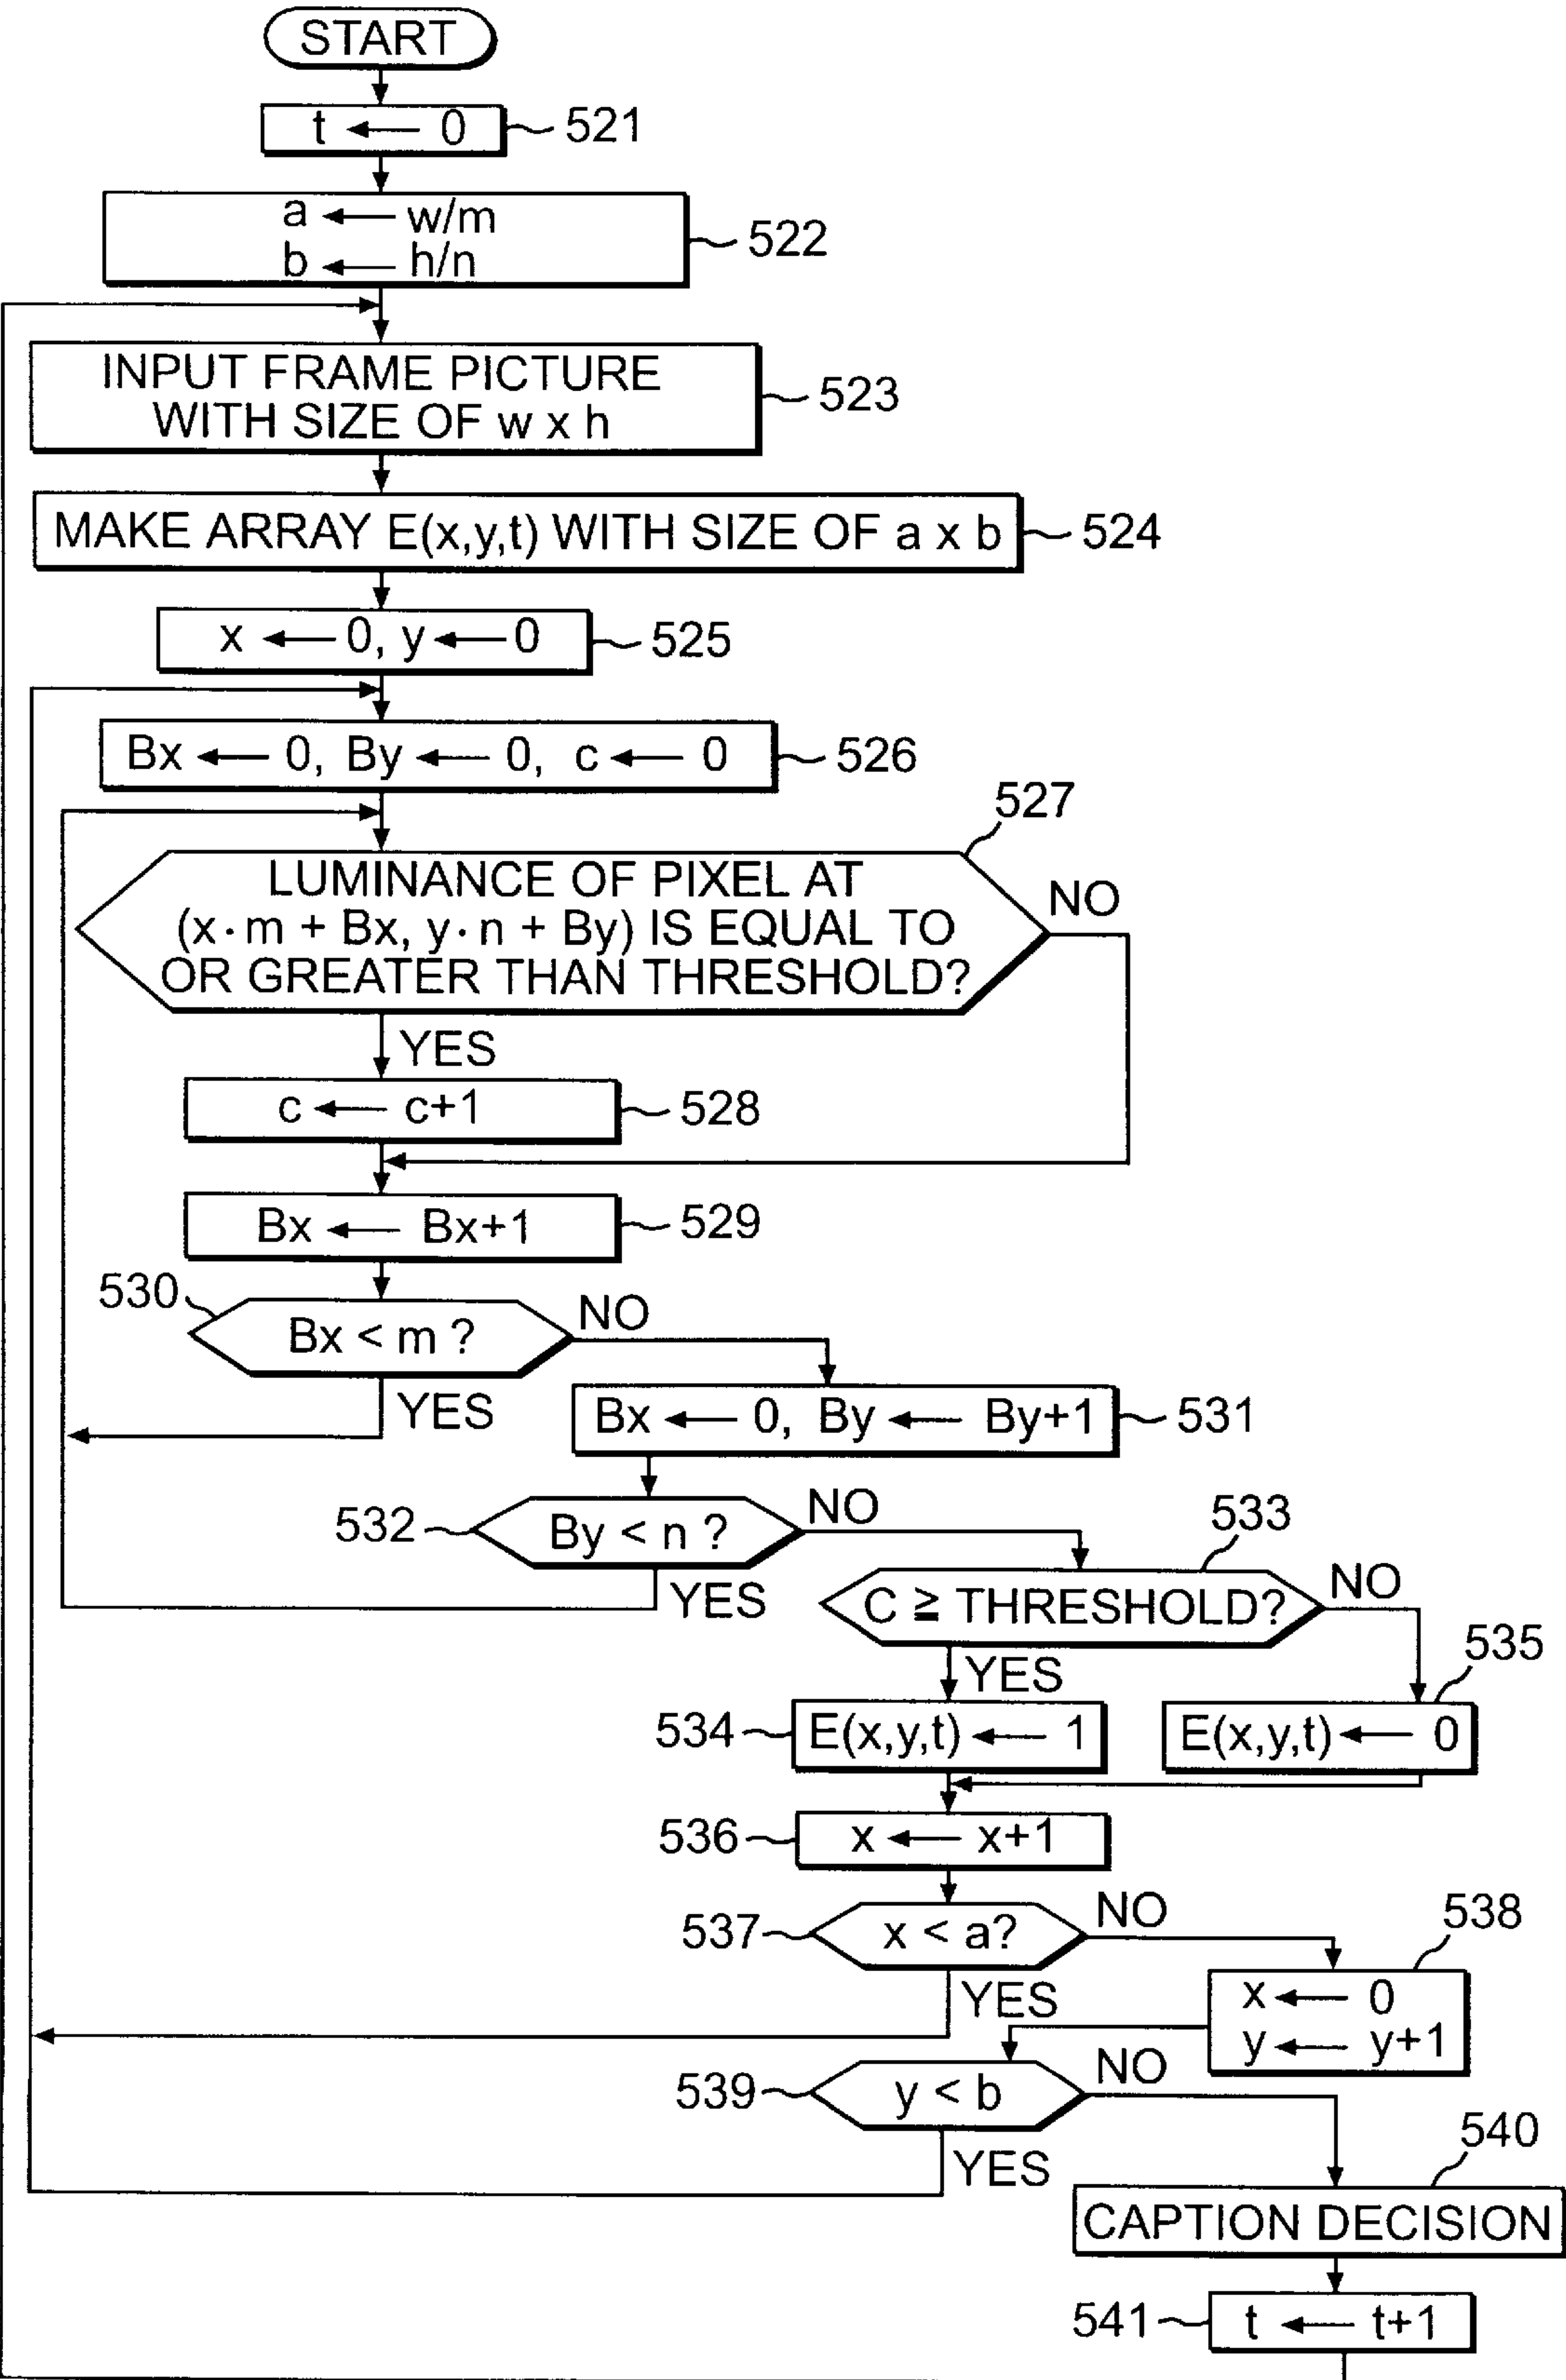 START
t ← 0
521
a ← w/m
b ← h/n
522
INPUT FRAME PICTURE
WITH SIZE OF w x h
523
MAKE ARRAY E(x,y,t) WITH SIZE OF a x b
524
x ← 0, y ← 0
525
Bx ← 0, By ← 0, c ← 0
526
527
LUMINANCE OF PIXEL AT
(x·m + Bx, y·n + By) IS EQUAL TO
OR GREATER THAN THRESHOLD?
NO
YES
c ← c+1
528
Bx ← Bx+1
529
530
Bx < m ?
NO
YES
Bx ← 0, By ← By+1
531
532
By < n ?
NO
YES
533
C ≧ THRESHOLD?
NO
YES
535
534
E(x,y,t) ← 1
E(x,y,t) ← 0
536
x ← x+1
537
x < a?
NO
YES
538
x ← 0
y ← y+1
539
y < b
NO
YES
540
CAPTION DECISION
541
t ← t+1